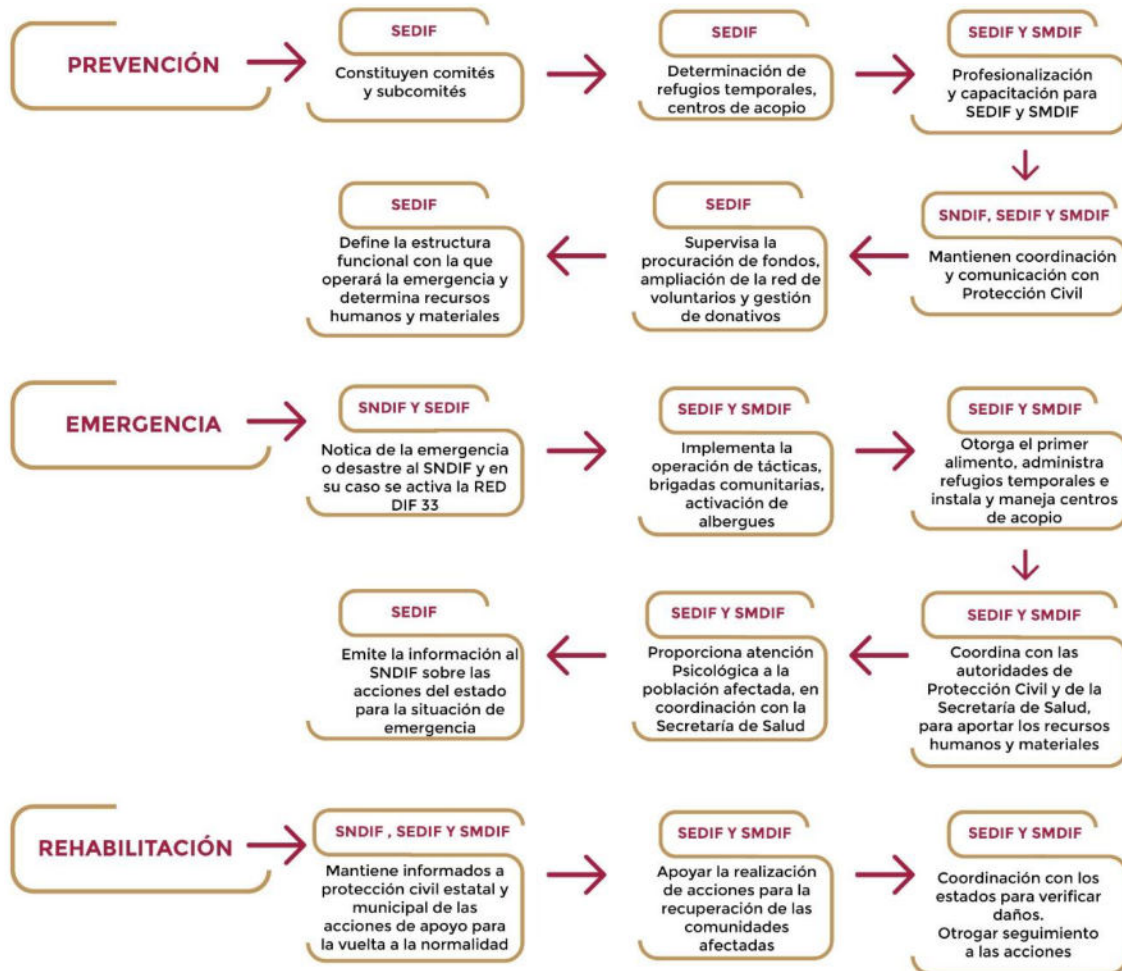 PREVENCIÓN
SEDIF
Constituyen comités
y subcomités
SEDIF
Determinación de
refugios temporales,
centros de acopio
SEDIF Y SMDIF
Profesionalización
y capacitación para
SEDIF y SMDIF
SNDIF, SEDIF Y SMDIF
Mantienen coordinación
y comunicación con
Protección Civil
SEDIF
Supervisa la
procuración de fondos,
ampliación de la red de
voluntarios y gestión
de donativos
SEDIF
Define la estructura
funcional con la que
operará la emergencia y
determina recursos
humanos y materiales
EMERGENCIA
SNDIF Y SEDIF
Notica de la emergencia
o desastre al SNDIF y en
su caso se activa la RED
DIF 33
SEDIF Y SMDIF
Implementa la
operación de tácticas,
brigadas comunitarias,
activación de
albergues
SEDIF Y SMDIF
Otorga el primer
alimento, administra
refugios temporales e
instala y maneja centros
de acopio
SEDIF Y SMDIF
Coordina con las
autoridades de
Protección Civil y de la
Secretaría de Salud,
para aportar los recursos
humanos y materiales
SEDIF Y SMDIF
Proporciona atención
Psicológica a la
población afectada, en
coordinación con la
Secretaría de Salud
SEDIF
Emite la información al
SNDIF sobre las
acciones del estado
para la situación de
emergencia
REHABILITACIÓN
SNDIF , SEDIF Y SMDIF
Mantiene informados a
protección civil estatal y
municipal de las
acciones de apoyo para
la vuelta a la normalidad
SEDIF Y SMDIF
Apoyar la realización
de acciones para la
recuperación de las
comunidades
afectadas
SEDIF Y SMDIF
Coordinación con los
estados para verificar
daños.
Otrogar seguimiento
a las acciones